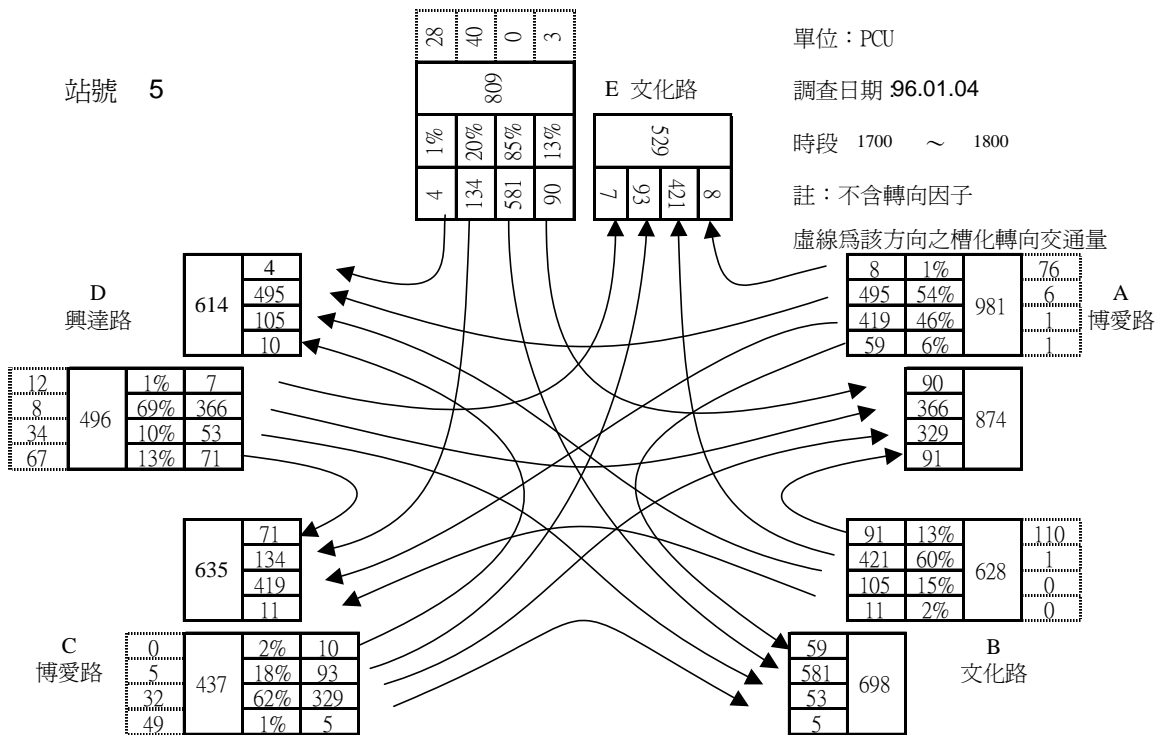 站號 5
單位：PCU
調查日期:96.01.04
時段 1700 ～ 1800
註：不含轉向因子
虛線為該方向之槽化轉向交通量
28 40 0 3
809
1% 20% 85% 13%
4 134 581 90
E 文化路
529
7 93 421 8
D
興達路
614
4
495
105
10
12 1% 7
8 69% 366
496
34 10% 53
67 13% 71
A
博愛路
8 1% 76
495 54% 6
981
419 46% 1
59 6% 1
90
366
874
329
91
71
134
635
419
11
91 13% 110
421 60% 1
628
105 15% 0
11 2% 0
C
博愛路
0 2% 10
5 18% 93
437
32 62% 329
49 1% 5
B
文化路
59
581
698
53
5